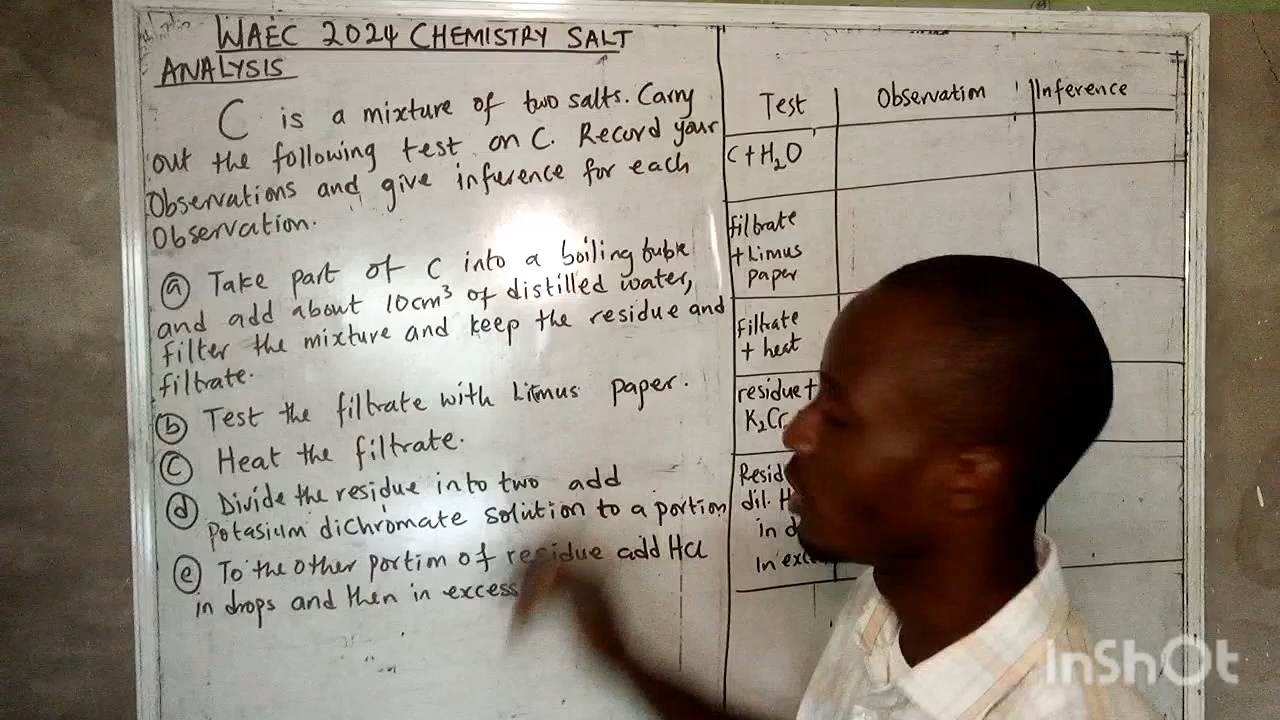 WAEC 2024 CHEMISTRY SALT
ANALYSIS
C is a mixture of two salts. Carry
out the following test on C. Record your
Observations and give inference for each
Observation.
(a) Take part of C into a boiling tube
and add about 10cm³ of distilled water,
filter the mixture and keep the residue and
filtrate.
(b) Test the filtrate with Litmus paper.
(c) Heat the filtrate.
(d) Divide the residue into two add
Potasium dichromate solution to a portion
(e) To the other portion of residue add HCl
in drops and then in excess
Test Observation Inference
C + H₂O
filtrate
+ Limus
paper
filtrate
+ heat
residue +
K₂Cr
Resid
dil. H
in d
In exc
InShOt